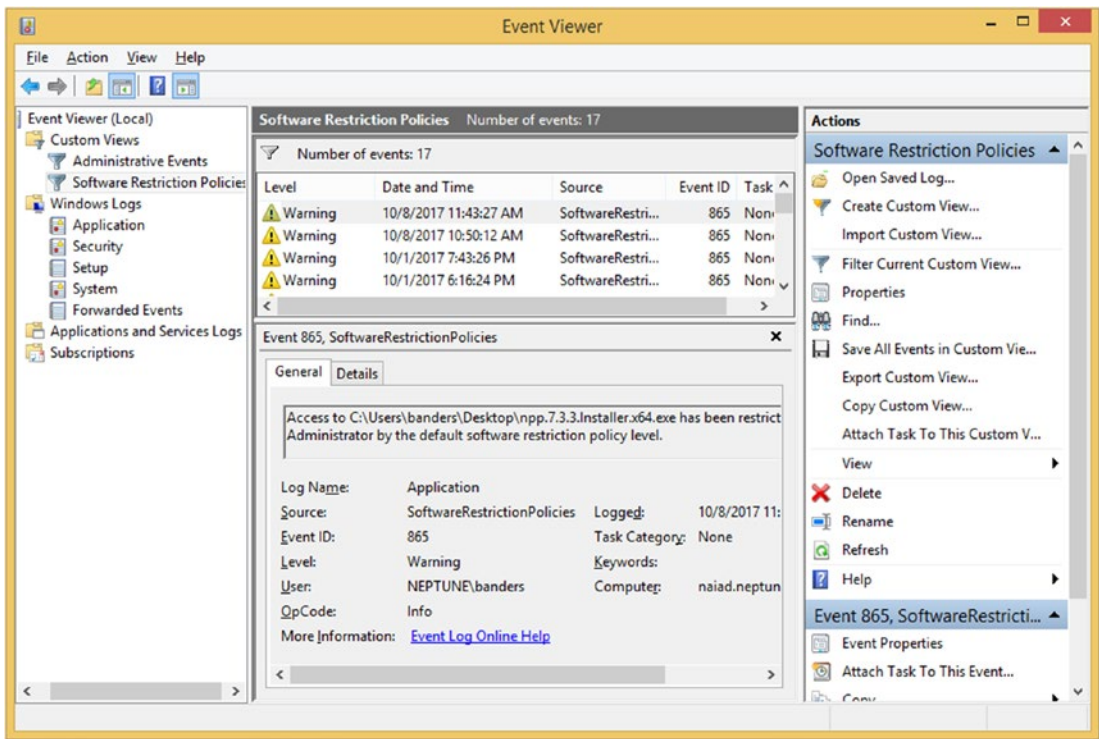 Event Viewer
File Action View Help
Event Viewer (Local)
Custom Views
Administrative Events
Software Restriction Policies
Windows Logs
Application
Security
Setup
System
Forwarded Events
Applications and Services Logs
Subscriptions
Software Restriction Policies Number of events: 17
Number of events: 17
Level Date and Time Source Event ID Task
Warning 10/8/2017 11:43:27 AM SoftwareRestri... 865 Non
Warning 10/8/2017 10:50:12 AM SoftwareRestri... 865 Non
Warning 10/1/2017 7:43:26 PM SoftwareRestri... 865 Non
Warning 10/1/2017 6:16:24 PM SoftwareRestri... 865 Non
Event 865, SoftwareRestrictionPolicies
General Details
Access to C:\Users\banders\Desktop\npp.7.3.3.Installer.x64.exe has been restrict
Administrator by the default software restriction policy level.
Log Name: Application
Source: SoftwareRestrictionPolicies Logged: 10/8/2017 11:
Event ID: 865 Task Category: None
Level: Warning Keywords:
User: NEPTUNE\banders Computer: naiad.neptun
OpCode: Info
More Information: Event Log Online Help
Actions
Software Restriction Policies
Open Saved Log...
Create Custom View...
Import Custom View...
Filter Current Custom View...
Properties
Find...
Save All Events in Custom Vie...
Export Custom View...
Copy Custom View...
Attach Task To This Custom V...
View
Delete
Rename
Refresh
Help
Event 865, SoftwareRestricti...
Event Properties
Attach Task To This Event...
Copy